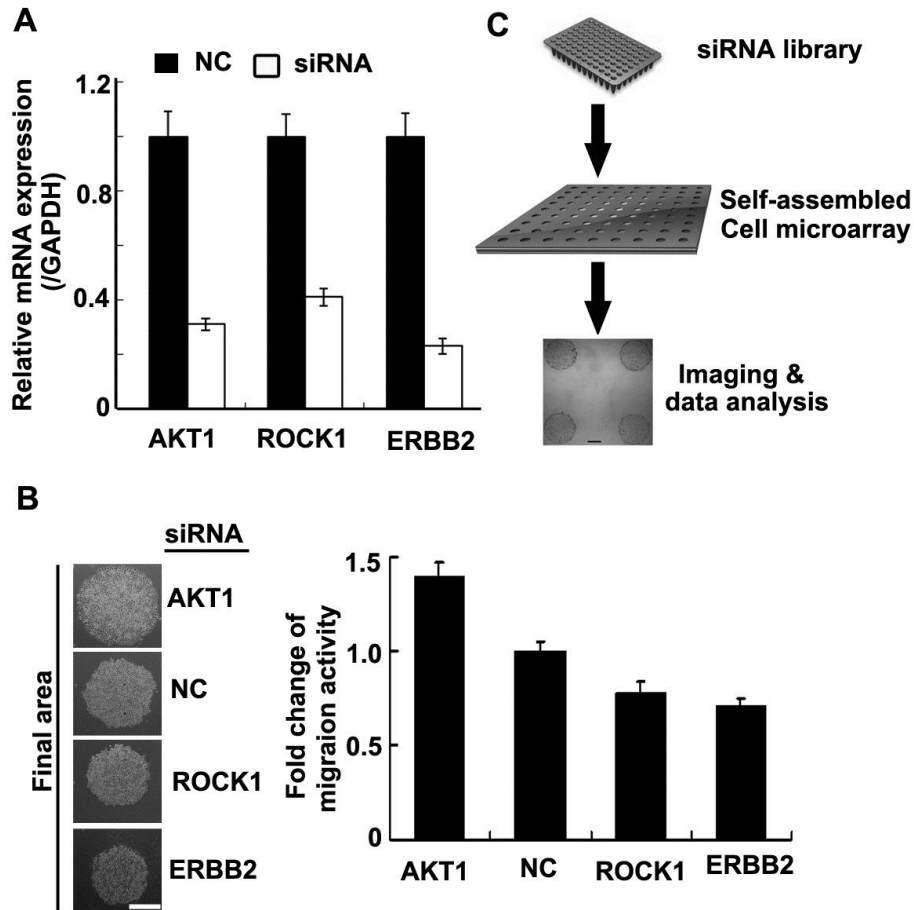 A
NC
siRNA
Relative mRNA expression
(/GAPDH)
1.2
0.8
0.4
0
AKT1
ROCK1
ERBB2
C
siRNA library
Self-assembled
Cell microarray
Imaging &
data analysis
B
siRNA
Final area
AKT1
NC
ROCK1
ERBB2
Fold change of
migraion activity
1.5
1.0
0.5
0
AKT1
NC
ROCK1
ERBB2